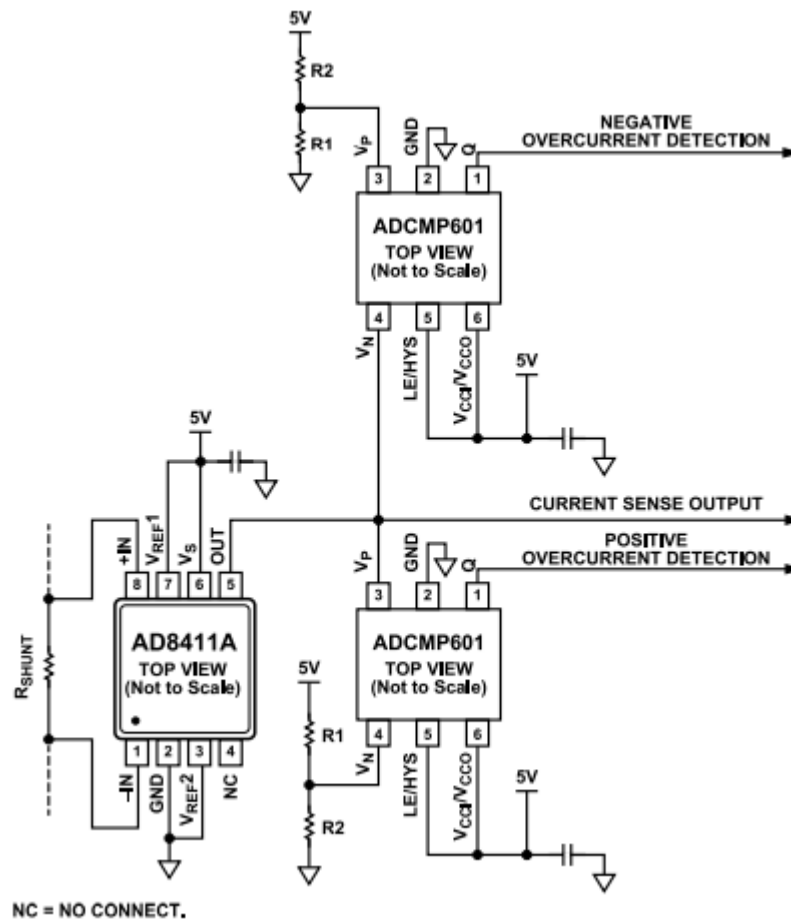 5V
R2
R1
VP
GND
Q
NEGATIVE
OVERCURRENT DETECTION
3
2
1
ADCMP601
TOP VIEW
(Not to Scale)
4
5
6
VN
LE/HYS
VCCI/VCCO
5V
5V
+IN
VREF1
VS
OUT
CURRENT SENSE OUTPUT
VP
GND
Q
POSITIVE
OVERCURRENT DETECTION
8
7
6
5
3
2
1
RSHUNT
AD8411A
TOP VIEW
(Not to Scale)
ADCMP601
TOP VIEW
(Not to Scale)
5V
R1
R2
1
2
3
4
–IN
GND
VREF2
NC
4
5
6
VN
LE/HYS
VCCI/VCCO
5V
NC = NO CONNECT.